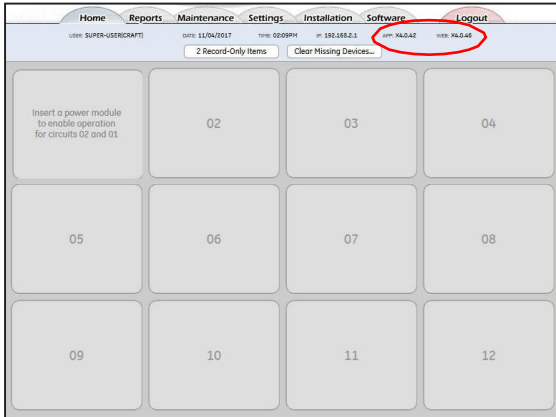 Home Reports Maintenance Settings Installation Software Logout
USER: SUPER-USER(CRAFT) DATE: 11/04/2017 TIME: 02:09PM IP: 192.168.2.1 APP: X4.0.42 WEB: X4.0.46
2 Record-Only Items Clear Missing Devices...
Insert a power module
to enable operation
for circuits 02 and 01
02 03 04
05 06 07 08
09 10 11 12